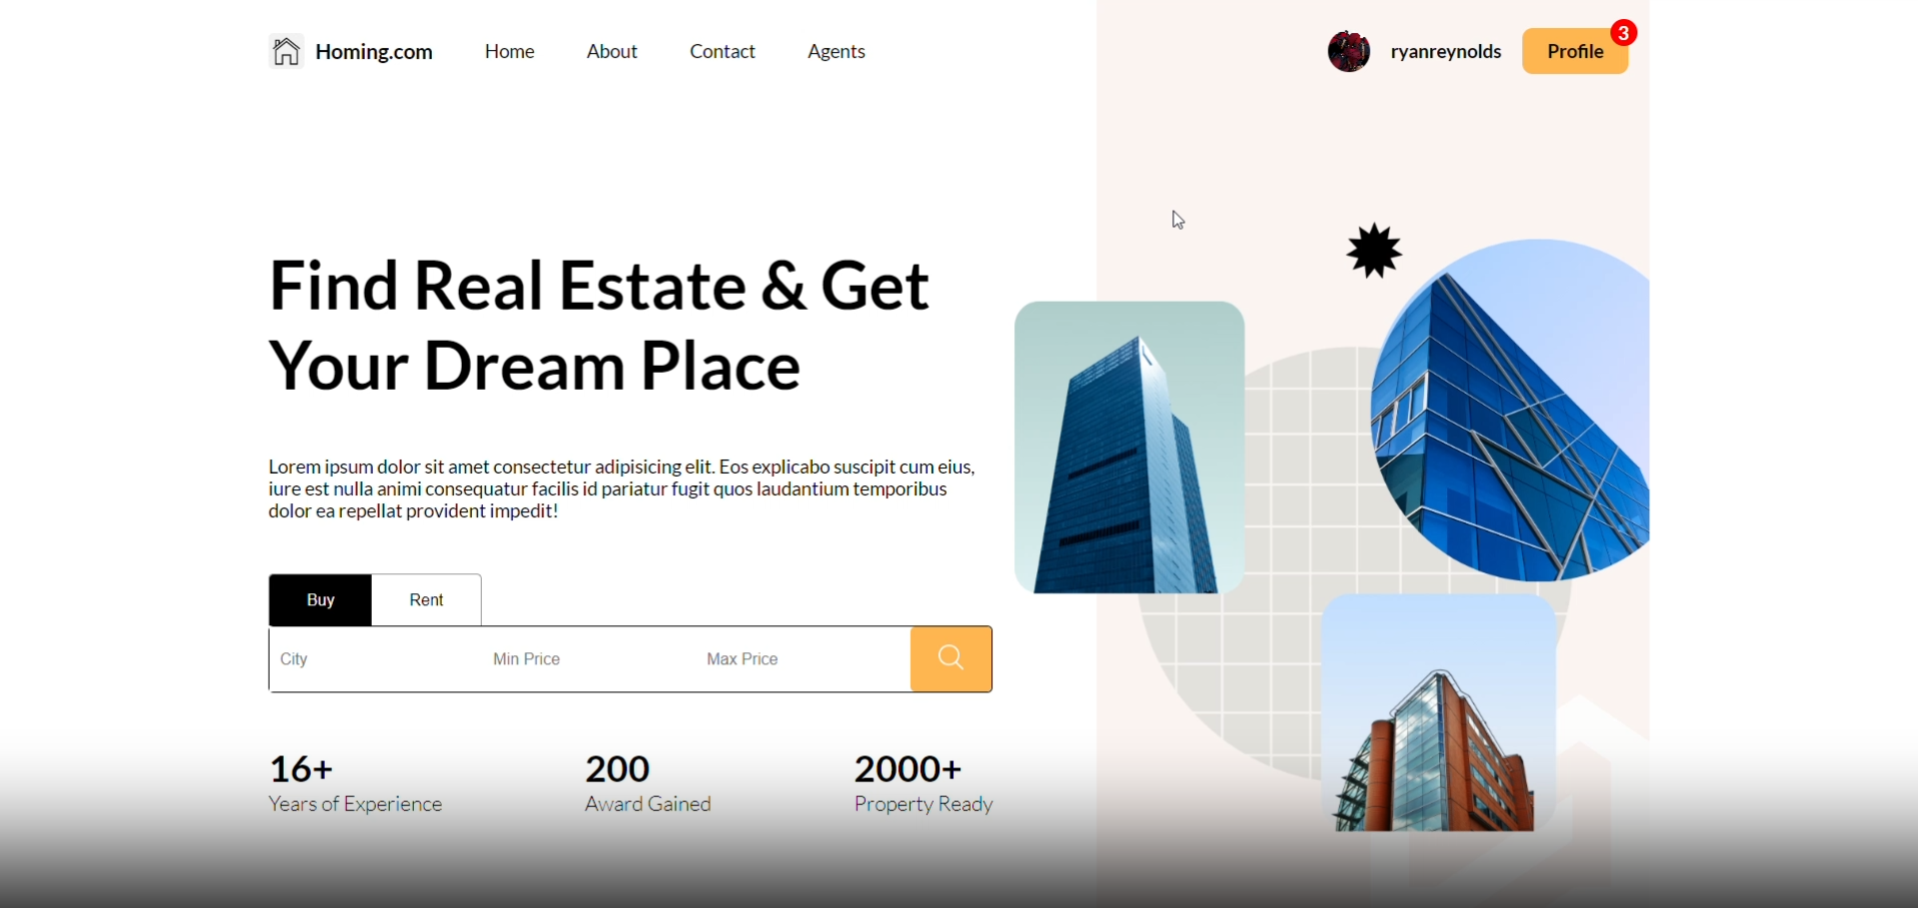 Homing.com
Home
About
Contact
Agents
ryanreynolds
Profile
3
Find Real Estate & Get
Your Dream Place
Lorem ipsum dolor sit amet consectetur adipisicing elit. Eos explicabo suscipit cum eius,
iure est nulla animi consequatur facilis id pariatur fugit quos laudantium temporibus
dolor ea repellat provident impedit!
Buy
Rent
City
Min Price
Max Price
16+
Years of Experience
200
Award Gained
2000+
Property Ready